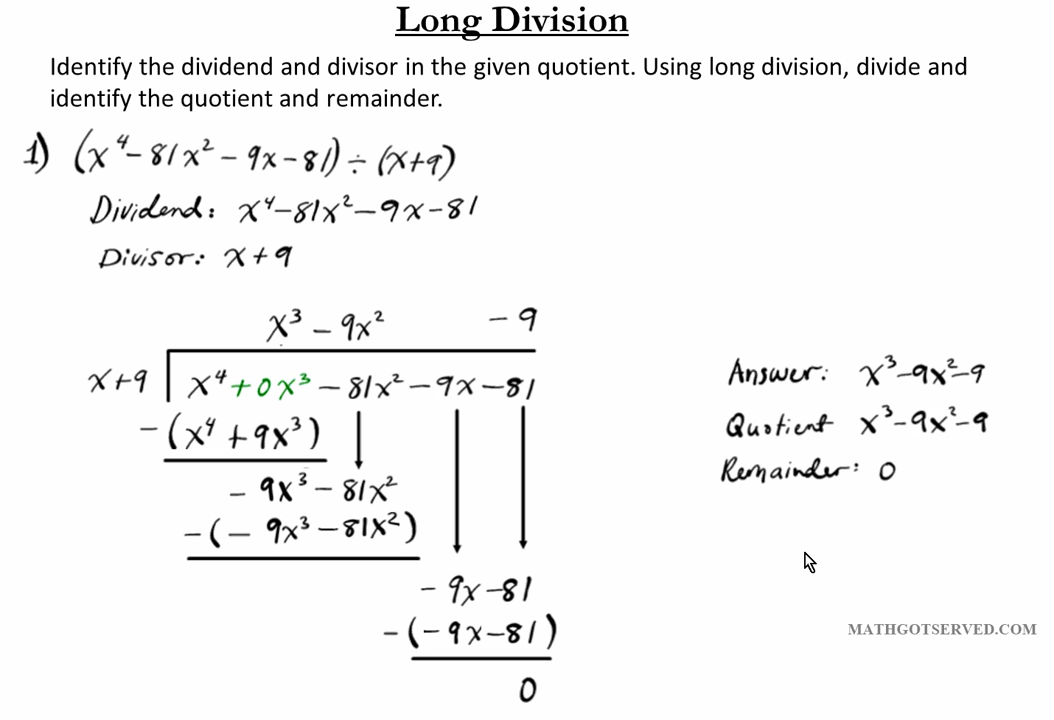 Long Division
Identify the dividend and divisor in the given quotient. Using long division, divide and
identify the quotient and remainder.
1) (x⁴-81x² - 9x-81) ÷ (x+9)
Dividend: x⁴-81x²-9x-81
Divisor: x+9
x³ - 9x² - 9
x+9 x⁴+0x³-81x²-9x-81
-(x⁴+9x³)
- 9x³-81x²
-(- 9x³-81x²)
- 9x-81
-(-9x-81)
0
Answer: x³-9x²-9
Quotient x³-9x²-9
Remainder: 0
MATHGOTSERVED.COM